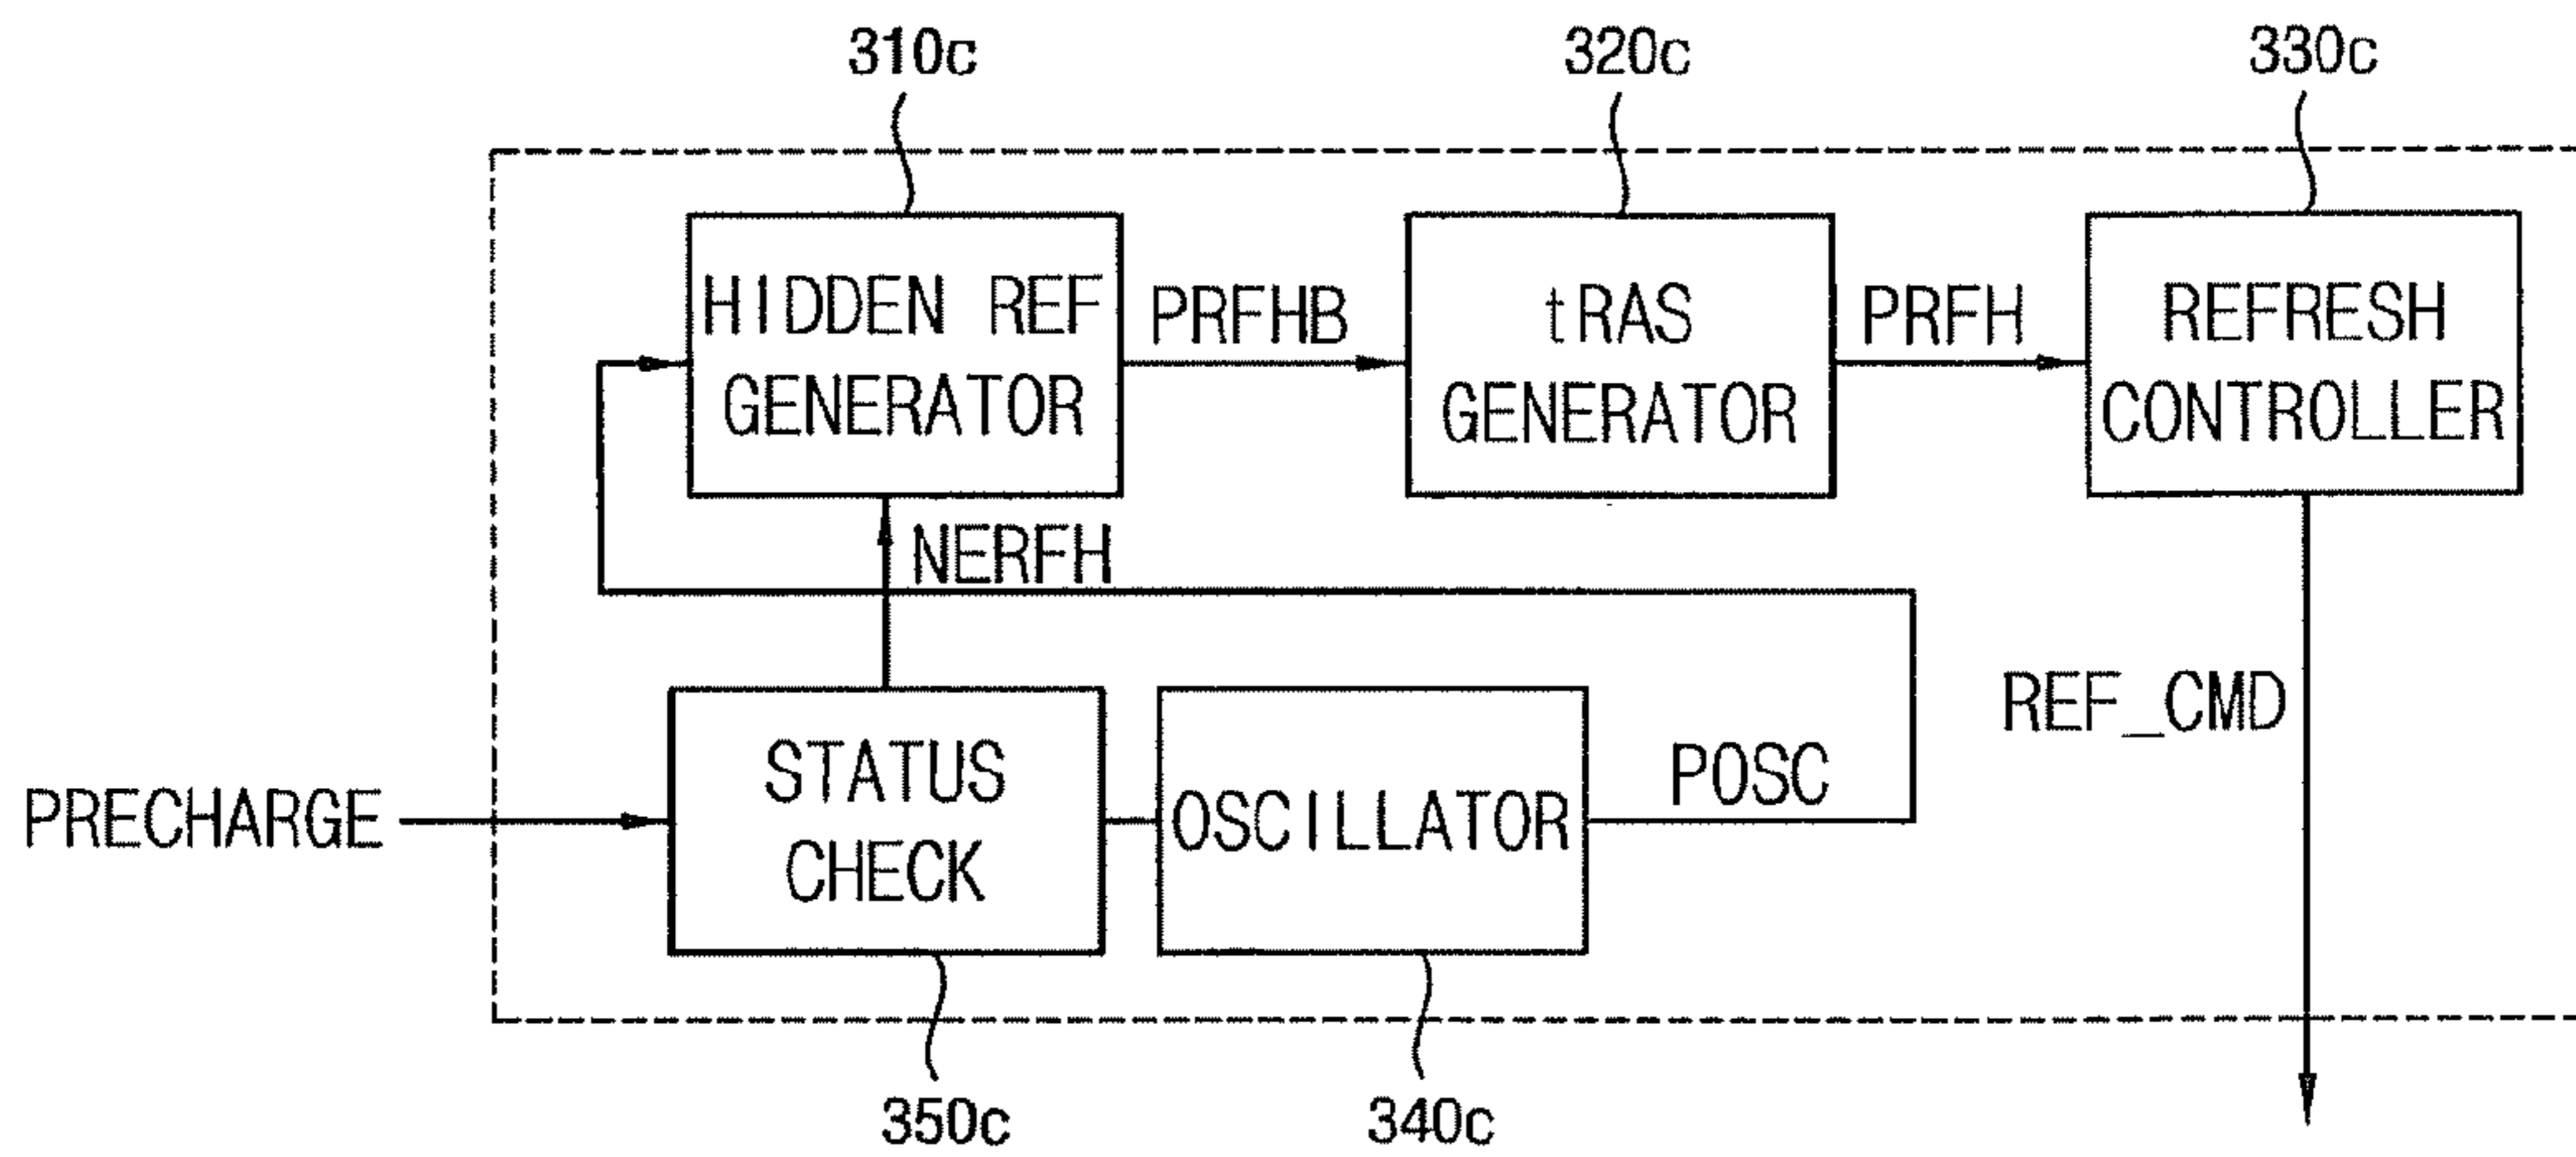 310c
320c
330c
HIDDEN REF
GENERATOR
PRFHB
tRAS
GENERATOR
PRFH
REFRESH
CONTROLLER
NERFH
REF_CMD
PRECHARGE
STATUS
CHECK
OSCILLATOR
POSC
350c
340c